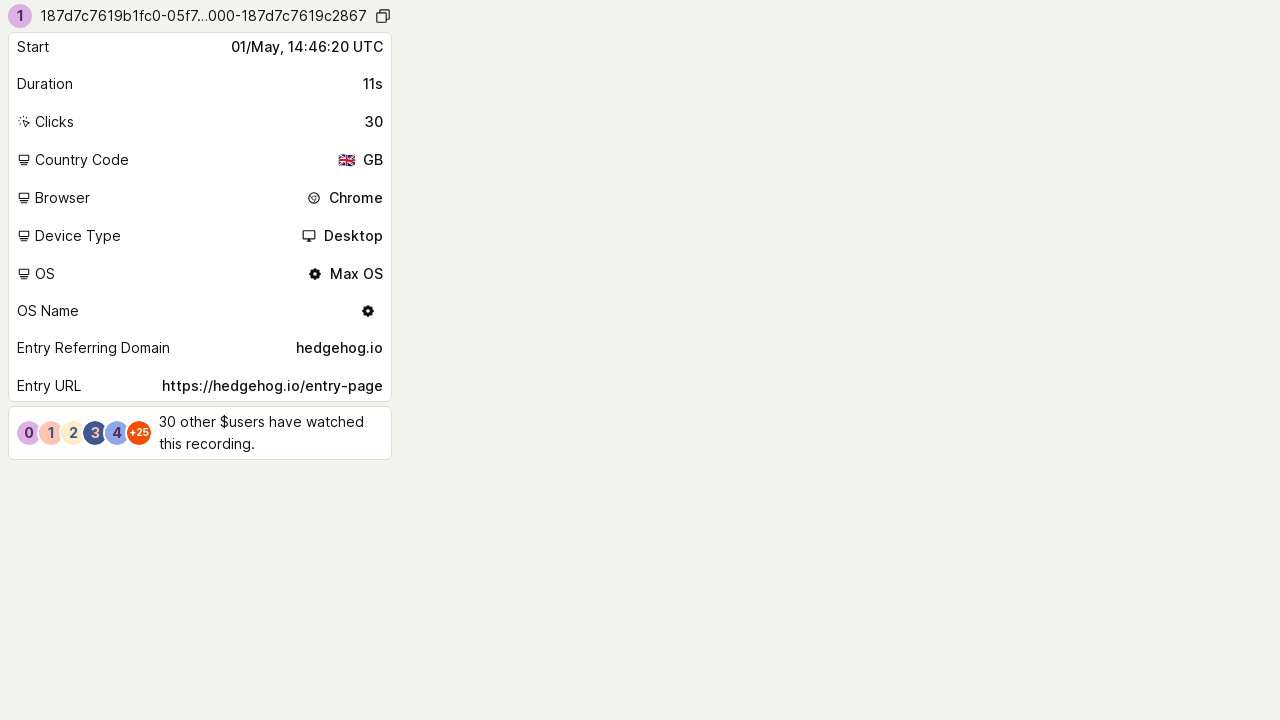 1 187d7c7619b1fc0-05f7...000-187d7c7619c2867
Start 01/May, 14:46:20 UTC
Duration 11s
Clicks 30
Country Code 🇬🇧 GB
Browser Chrome
Device Type Desktop
OS Max OS
OS Name
Entry Referring Domain hedgehog.io
Entry URL https://hedgehog.io/entry-page
0 1 2 3 4 +25 30 other $users have watched
this recording.